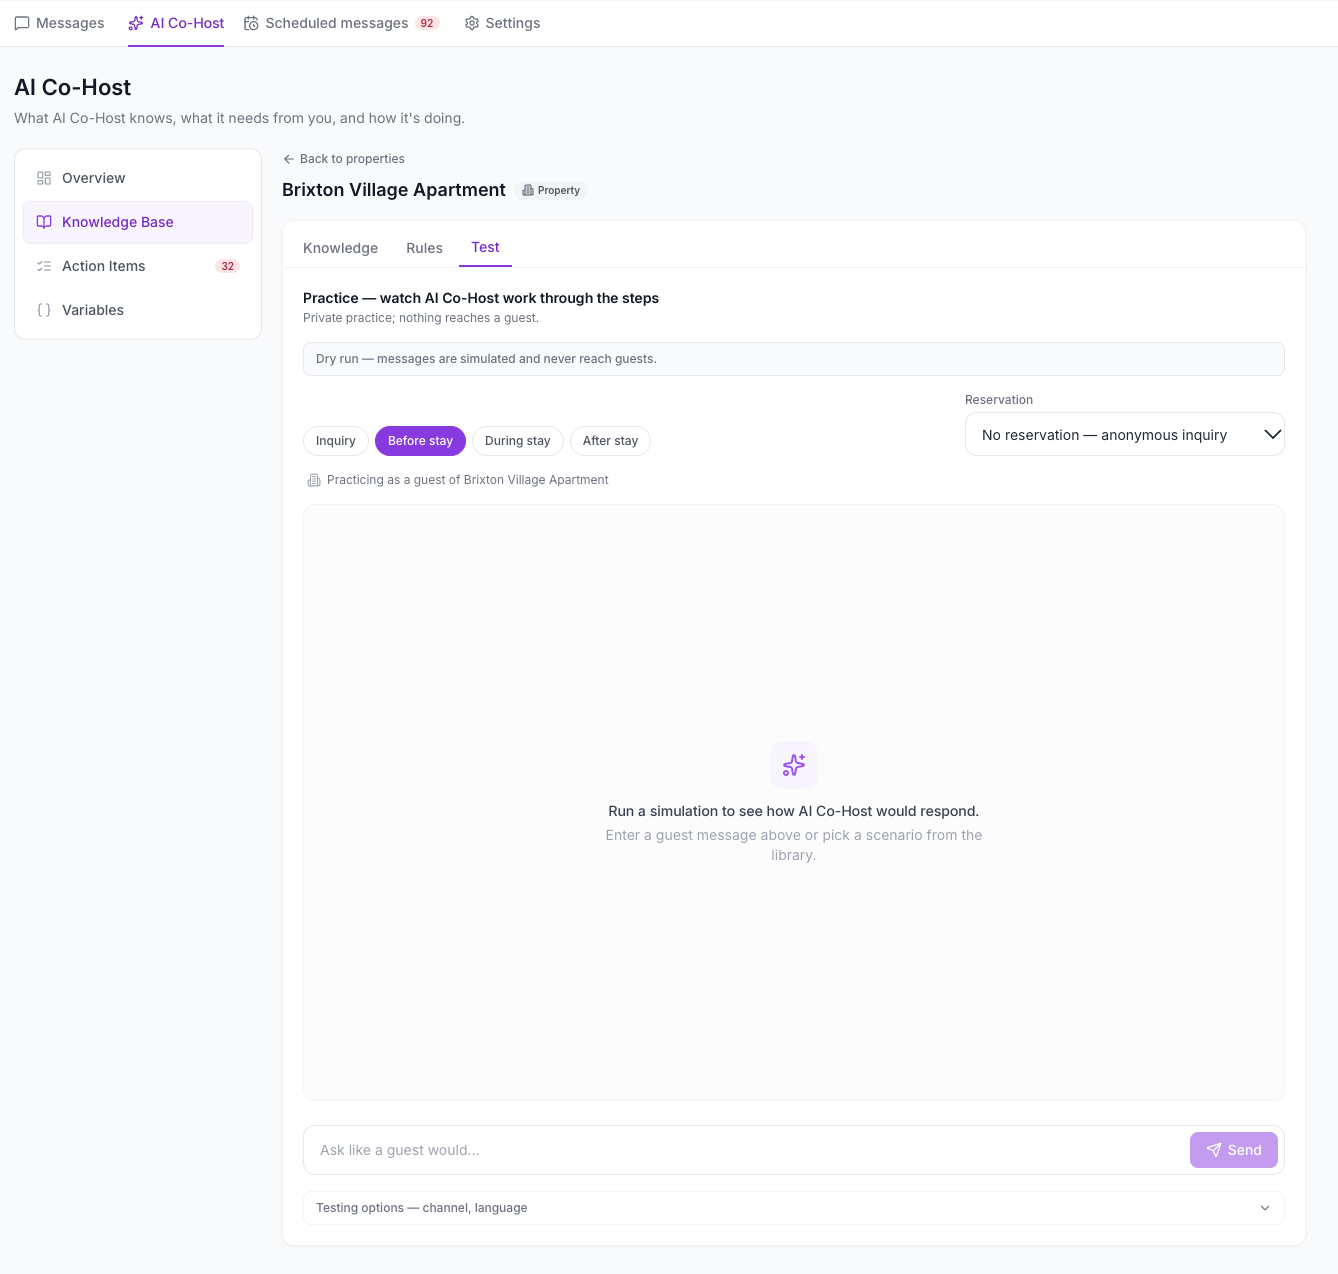 Messages
AI Co-Host
Scheduled messages 92
Settings
AI Co-Host
What AI Co-Host knows, what it needs from you, and how it's doing.
Overview
Knowledge Base
Action Items 32
Variables
Back to properties
Brixton Village Apartment
Property
Knowledge
Rules
Test
Practice — watch AI Co-Host work through the steps
Private practice; nothing reaches a guest.
Dry run — messages are simulated and never reach guests.
Reservation
Inquiry
Before stay
During stay
After stay
No reservation — anonymous inquiry
Practicing as a guest of Brixton Village Apartment
Run a simulation to see how AI Co-Host would respond.
Enter a guest message above or pick a scenario from the
library.
Ask like a guest would...
Send
Testing options — channel, language